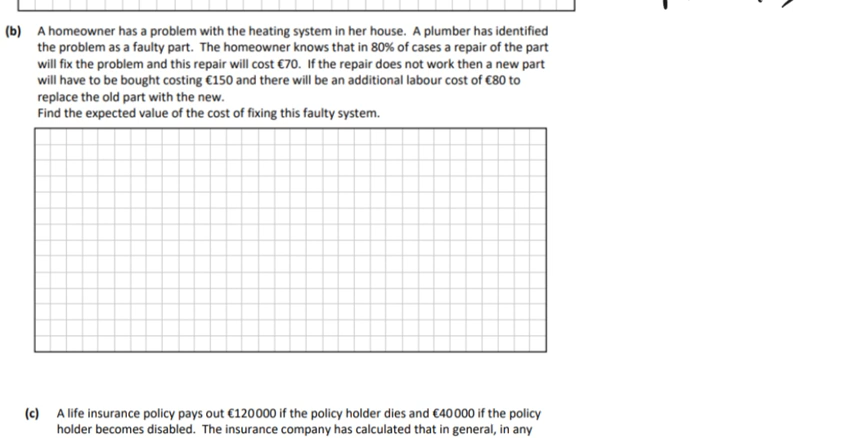 (b) A homeowner has a problem with the heating system in her house. A plumber has identified
the problem as a faulty part. The homeowner knows that in 80% of cases a repair of the part
will fix the problem and this repair will cost €70. If the repair does not work then a new part
will have to be bought costing €150 and there will be an additional labour cost of €80 to
replace the old part with the new.
Find the expected value of the cost of fixing this faulty system.
(c) A life insurance policy pays out €120000 if the policy holder dies and €40000 if the policy
holder becomes disabled. The insurance company has calculated that in general, in any